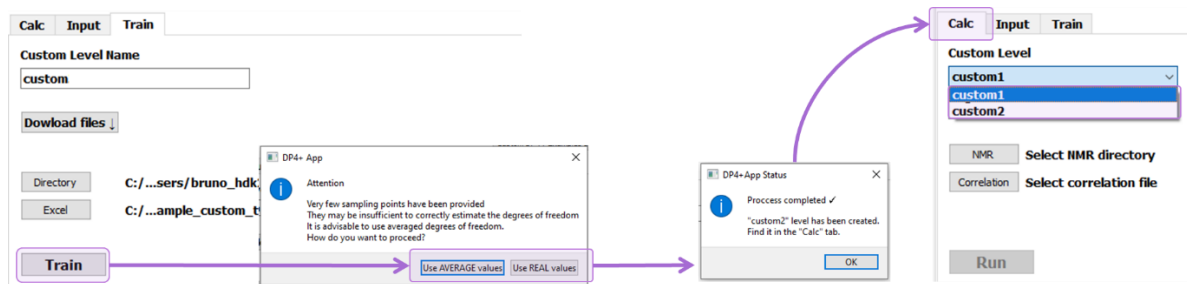 Calc Input Train
Custom Level Name
custom
Dowload files ↓
Directory C:/...sers/bruno_hdk
Excel C:/...ample_custom_t
Train
DP4+ App
Attention
Very few sampling points have been provided
They may be insufficient to correctly estimate the degrees of freedom
It is advisable to use averaged degrees of freedom.
How do you want to proceed?
Use AVERAGE values Use REAL values
DP4+App Status
Proccess completed ✓
"custom2" level has been created.
Find it in the "Calc" tab.
OK
Calc Input Train
Custom Level
custom1
custom1
custom2
NMR Select NMR directory
Correlation Select correlation file
Run